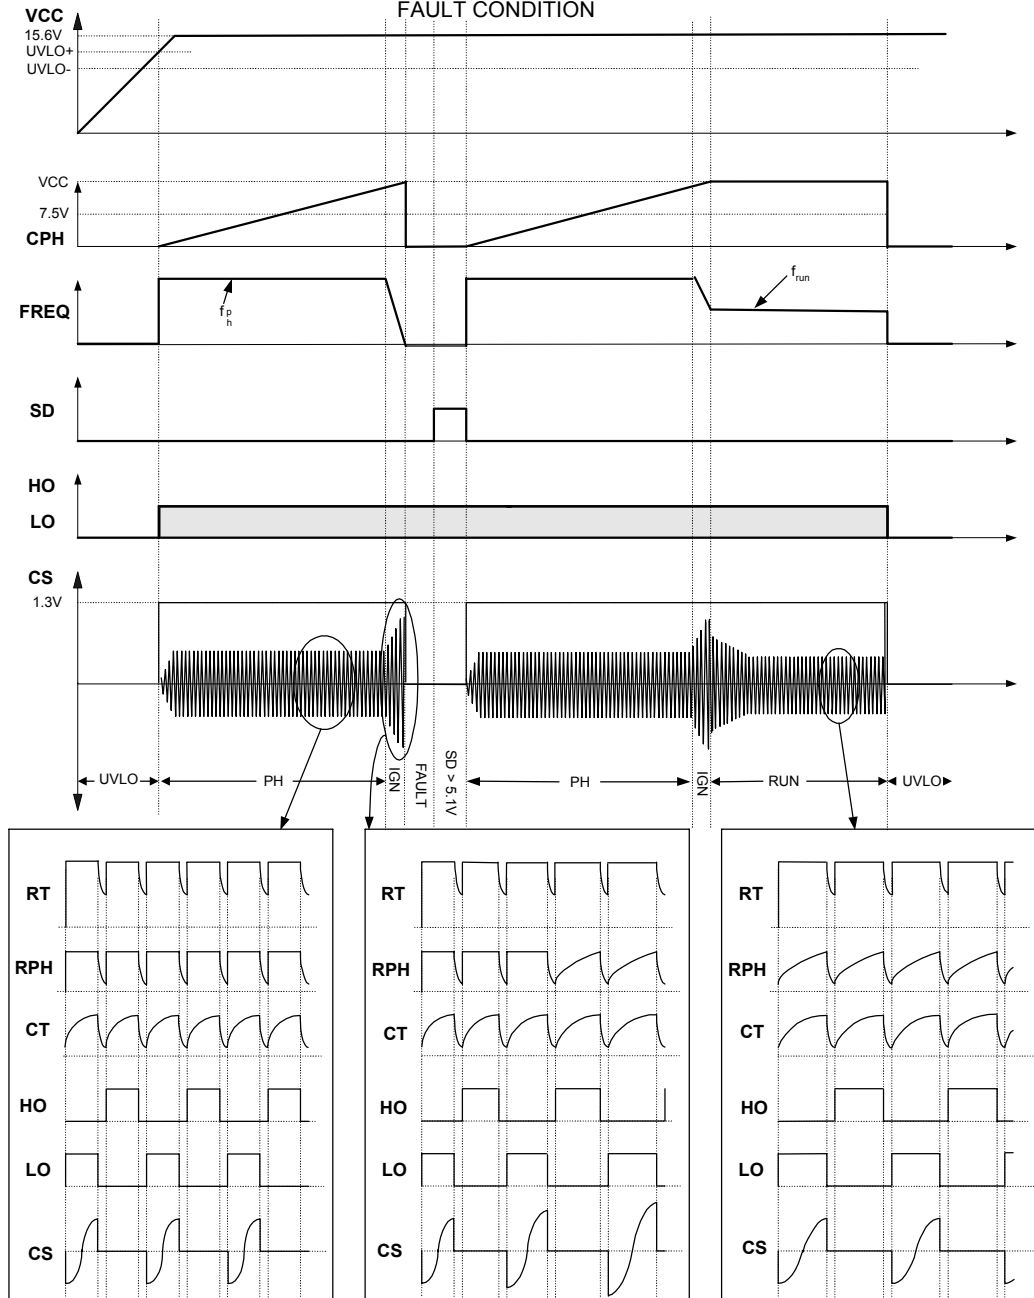 FAULT CONDITION
VCC
15.6V
UVLO+
UVLO-
VCC
7.5V
CPH
FREQ
fph
frun
SD
HO
LO
CS
1.3V
UVLO
PH
IGN
FAULT
SD > 5.1V
PH
IGN
RUN
UVLO
RT
RPH
CT
HO
LO
CS
RT
RPH
CT
HO
LO
CS
RT
RPH
CT
HO
LO
CS